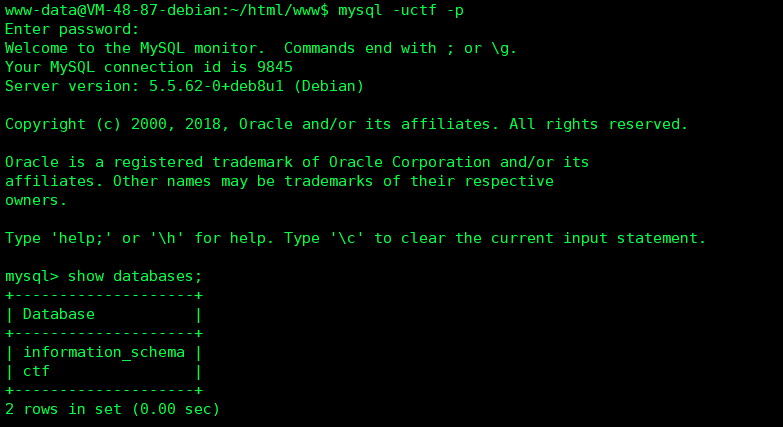 www-data@VM-48-87-debian:~/html/www$ mysql -uctf -p
Enter password:
Welcome to the MySQL monitor.  Commands end with ; or \g.
Your MySQL connection id is 9845
Server version: 5.5.62-0+deb8u1 (Debian)

Copyright (c) 2000, 2018, Oracle and/or its affiliates. All rights reserved.

Oracle is a registered trademark of Oracle Corporation and/or its
affiliates. Other names may be trademarks of their respective
owners.

Type 'help;' or '\h' for help. Type '\c' to clear the current input statement.

mysql> show databases;
+--------------------+
| Database           |
+--------------------+
| information_schema |
| ctf                |
+--------------------+
2 rows in set (0.00 sec)